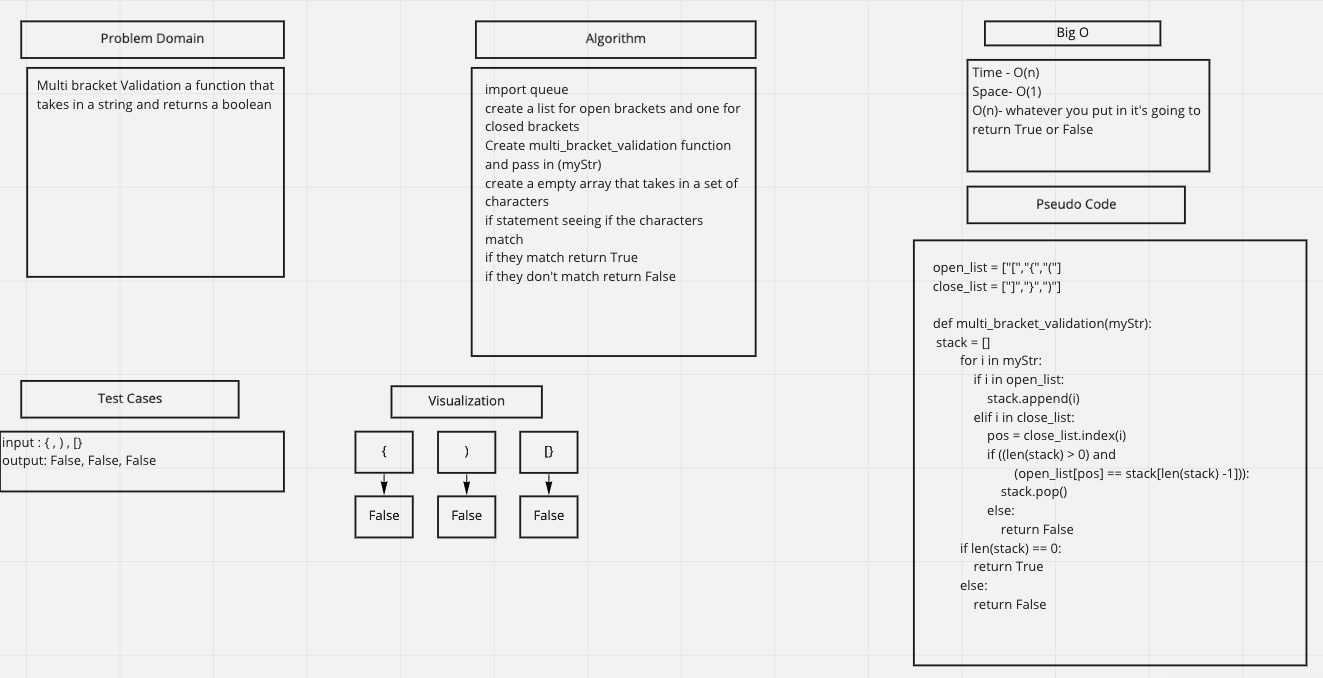 Problem Domain
Multi bracket Validation a function that
takes in a string and returns a boolean
Algorithm
import queue
create a list for open brackets and one for
closed brackets
Create multi_bracket_validation function
and pass in (myStr)
create a empty array that takes in a set of
characters
if statement seeing if the characters
match
if they match return True
if they don't match return False
Big O
Time - O(n)
Space- O(1)
O(n)- whatever you put in it's going to
return True or False
Pseudo Code
open_list = ["[","{","("]
close_list = ["]","}",")"]
def multi_bracket_validation(myStr):
stack = []
for i in myStr:
if i in open_list:
stack.append(i)
elif i in close_list:
pos = close_list.index(i)
if ((len(stack) > 0) and
(open_list[pos] == stack[len(stack) -1])):
stack.pop()
else:
return False
if len(stack) == 0:
return True
else:
return False
Test Cases
input : { , ) , [}
output: False, False, False
Visualization
{
)
[}
False
False
False